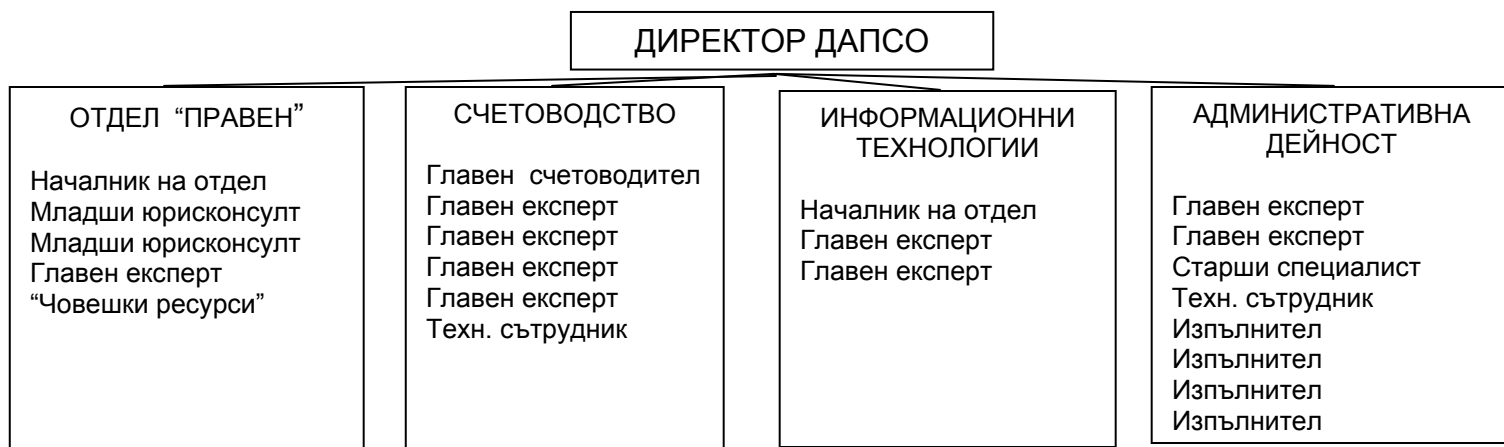 ДИРЕКТОР ДАПСО
ОТДЕЛ “ПРАВЕН”
Началник на отдел
Младши юрисконсулт
Младши юрисконсулт
Главен експерт
“Човешки ресурси”
СЧЕТОВОДСТВО
Главен счетоводител
Главен експерт
Главен експерт
Главен експерт
Главен експерт
Техн. сътрудник
ИНФОРМАЦИОННИ
ТЕХНОЛОГИИ
Началник на отдел
Главен експерт
Главен експерт
АДМИНИСТРАТИВНА
ДЕЙНОСТ
Главен експерт
Главен експерт
Старши специалист
Техн. сътрудник
Изпълнител
Изпълнител
Изпълнител
Изпълнител